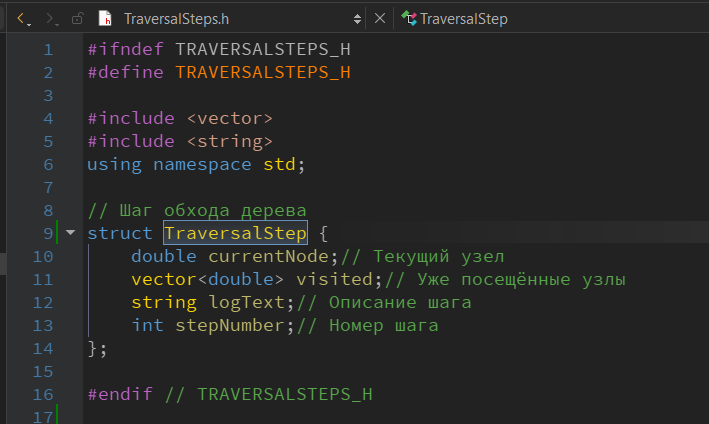 TraversalSteps.h TraversalStep
1 #ifndef TRAVERSALSTEPS_H
2 #define TRAVERSALSTEPS_H
3
4 #include <vector>
5 #include <string>
6 using namespace std;
7
8 // Шаг обхода дерева
9 struct TraversalStep {
10 double currentNode;// Текущий узел
11 vector<double> visited;// Уже посещённые узлы
12 string logText;// Описание шага
13 int stepNumber;// Номер шага
14 };
15
16 #endif // TRAVERSALSTEPS_H
17